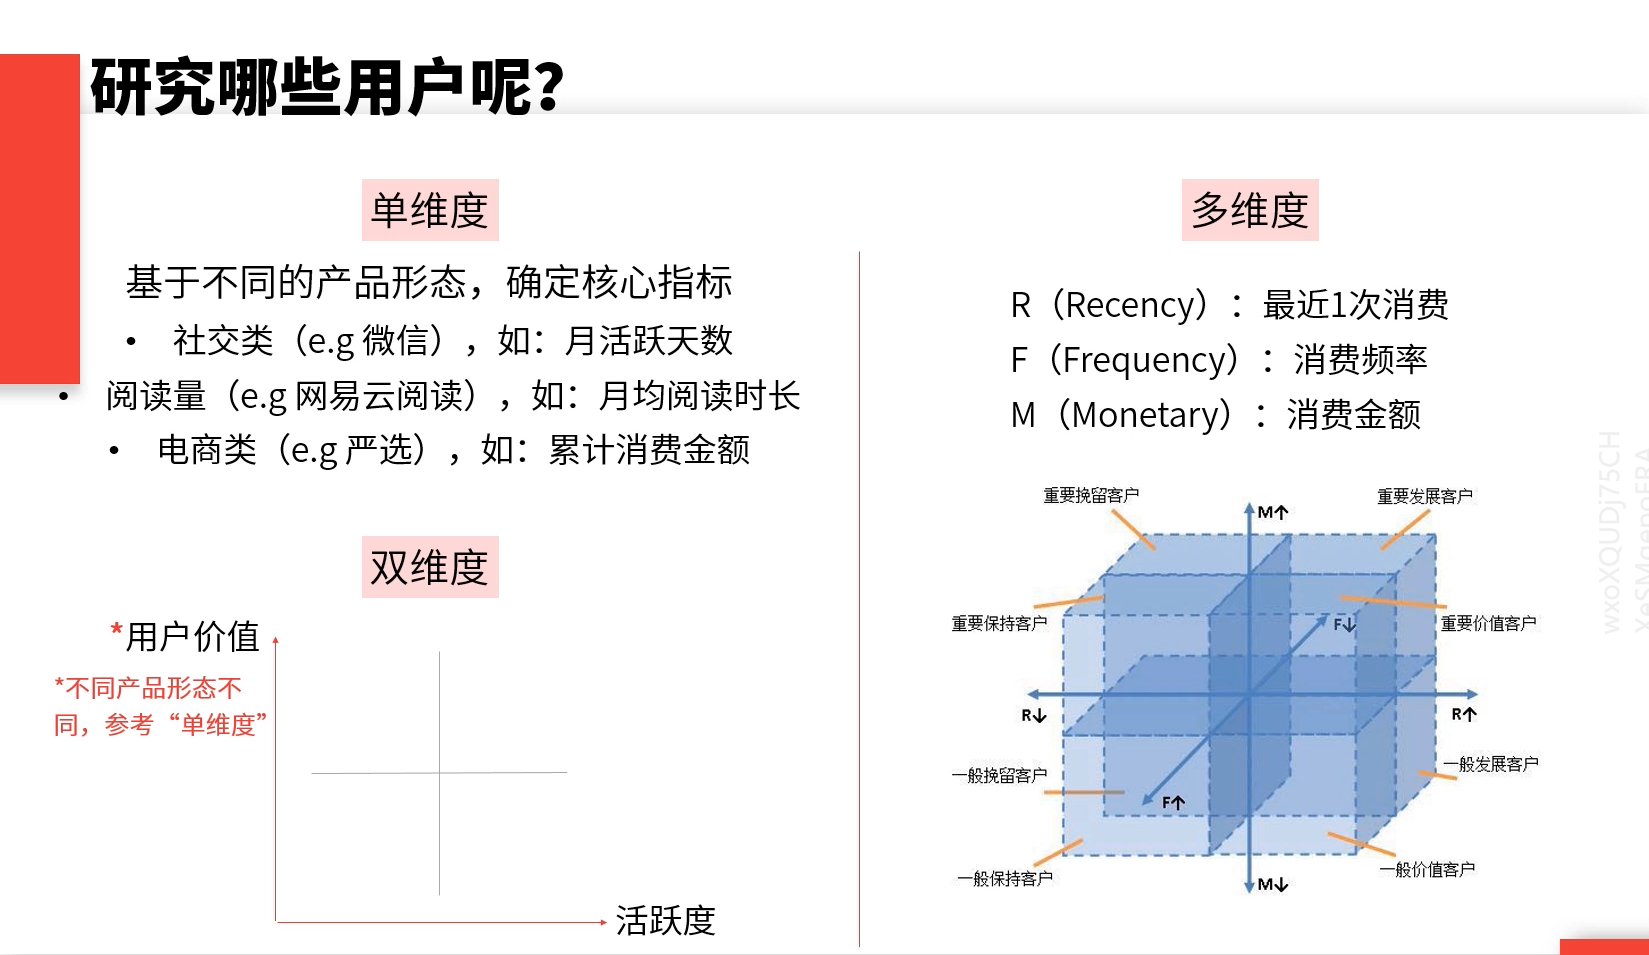 研究哪些用户呢？
单维度
基于不同的产品形态，确定核心指标
• 社交类（e.g 微信），如：月活跃天数
• 阅读量（e.g 网易云阅读），如：月均阅读时长
• 电商类（e.g 严选），如：累计消费金额
双维度
*用户价值
*不同产品形态不
同，参考“单维度”
活跃度
多维度
R（Recency）：最近1次消费
F（Frequency）：消费频率
M（Monetary）：消费金额
重要挽留客户
重要发展客户
M↑
重要保持客户
F↓
重要价值客户
R↓
R↑
一般挽留客户
一般发展客户
F↑
一般保持客户
一般价值客户
M↓
wxoXQUDj75CH